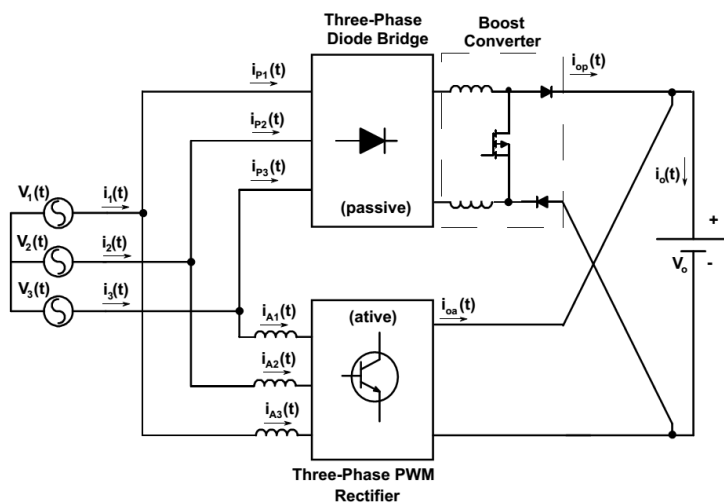 Three-Phase
Diode Bridge
Boost
Converter
iP1(t)
iop(t)
iP2(t)
iP3(t)
(passive)
io(t)
V1(t)
i1(t)
V2(t)
i2(t)
V3(t)
i3(t)
+
Vo
-
iA1(t)
(ative)
ioa(t)
iA2(t)
iA3(t)
Three-Phase PWM
Rectifier